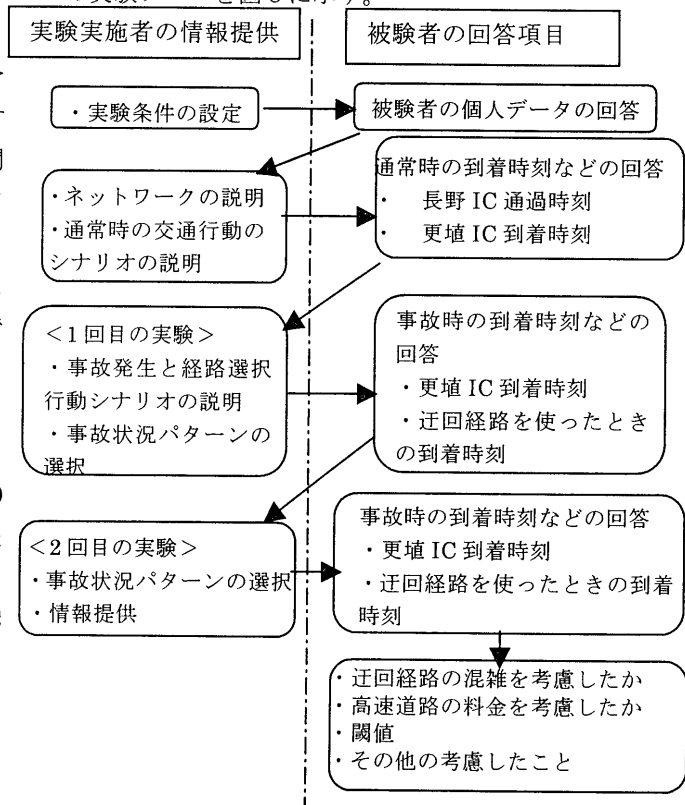 実験実施者の情報提供
被験者の回答項目
・実験条件の設定
被験者の個人データの回答
・ネットワークの説明
・通常時の交通行動の
シナリオの説明
通常時の到着時刻などの回答
・ 長野 IC 通過時刻
・ 更埴 IC 到着時刻
<1回目の実験>
・事故発生と経路選択
行動シナリオの説明
・事故状況パターンの
選択
事故時の到着時刻などの
回答
・更埴 IC 到着時刻
・迂回経路を使ったときの
の到着時刻
<2回目の実験>
・事故状況パターンの選択
・情報提供
事故時の到着時刻などの回答
・更埴 IC 到着時刻
・迂回経路を使ったときの到着
時刻
・迂回経路の混雑を考慮したか
・高速道路の料金を考慮したか
・閾値
・その他の考慮したこと